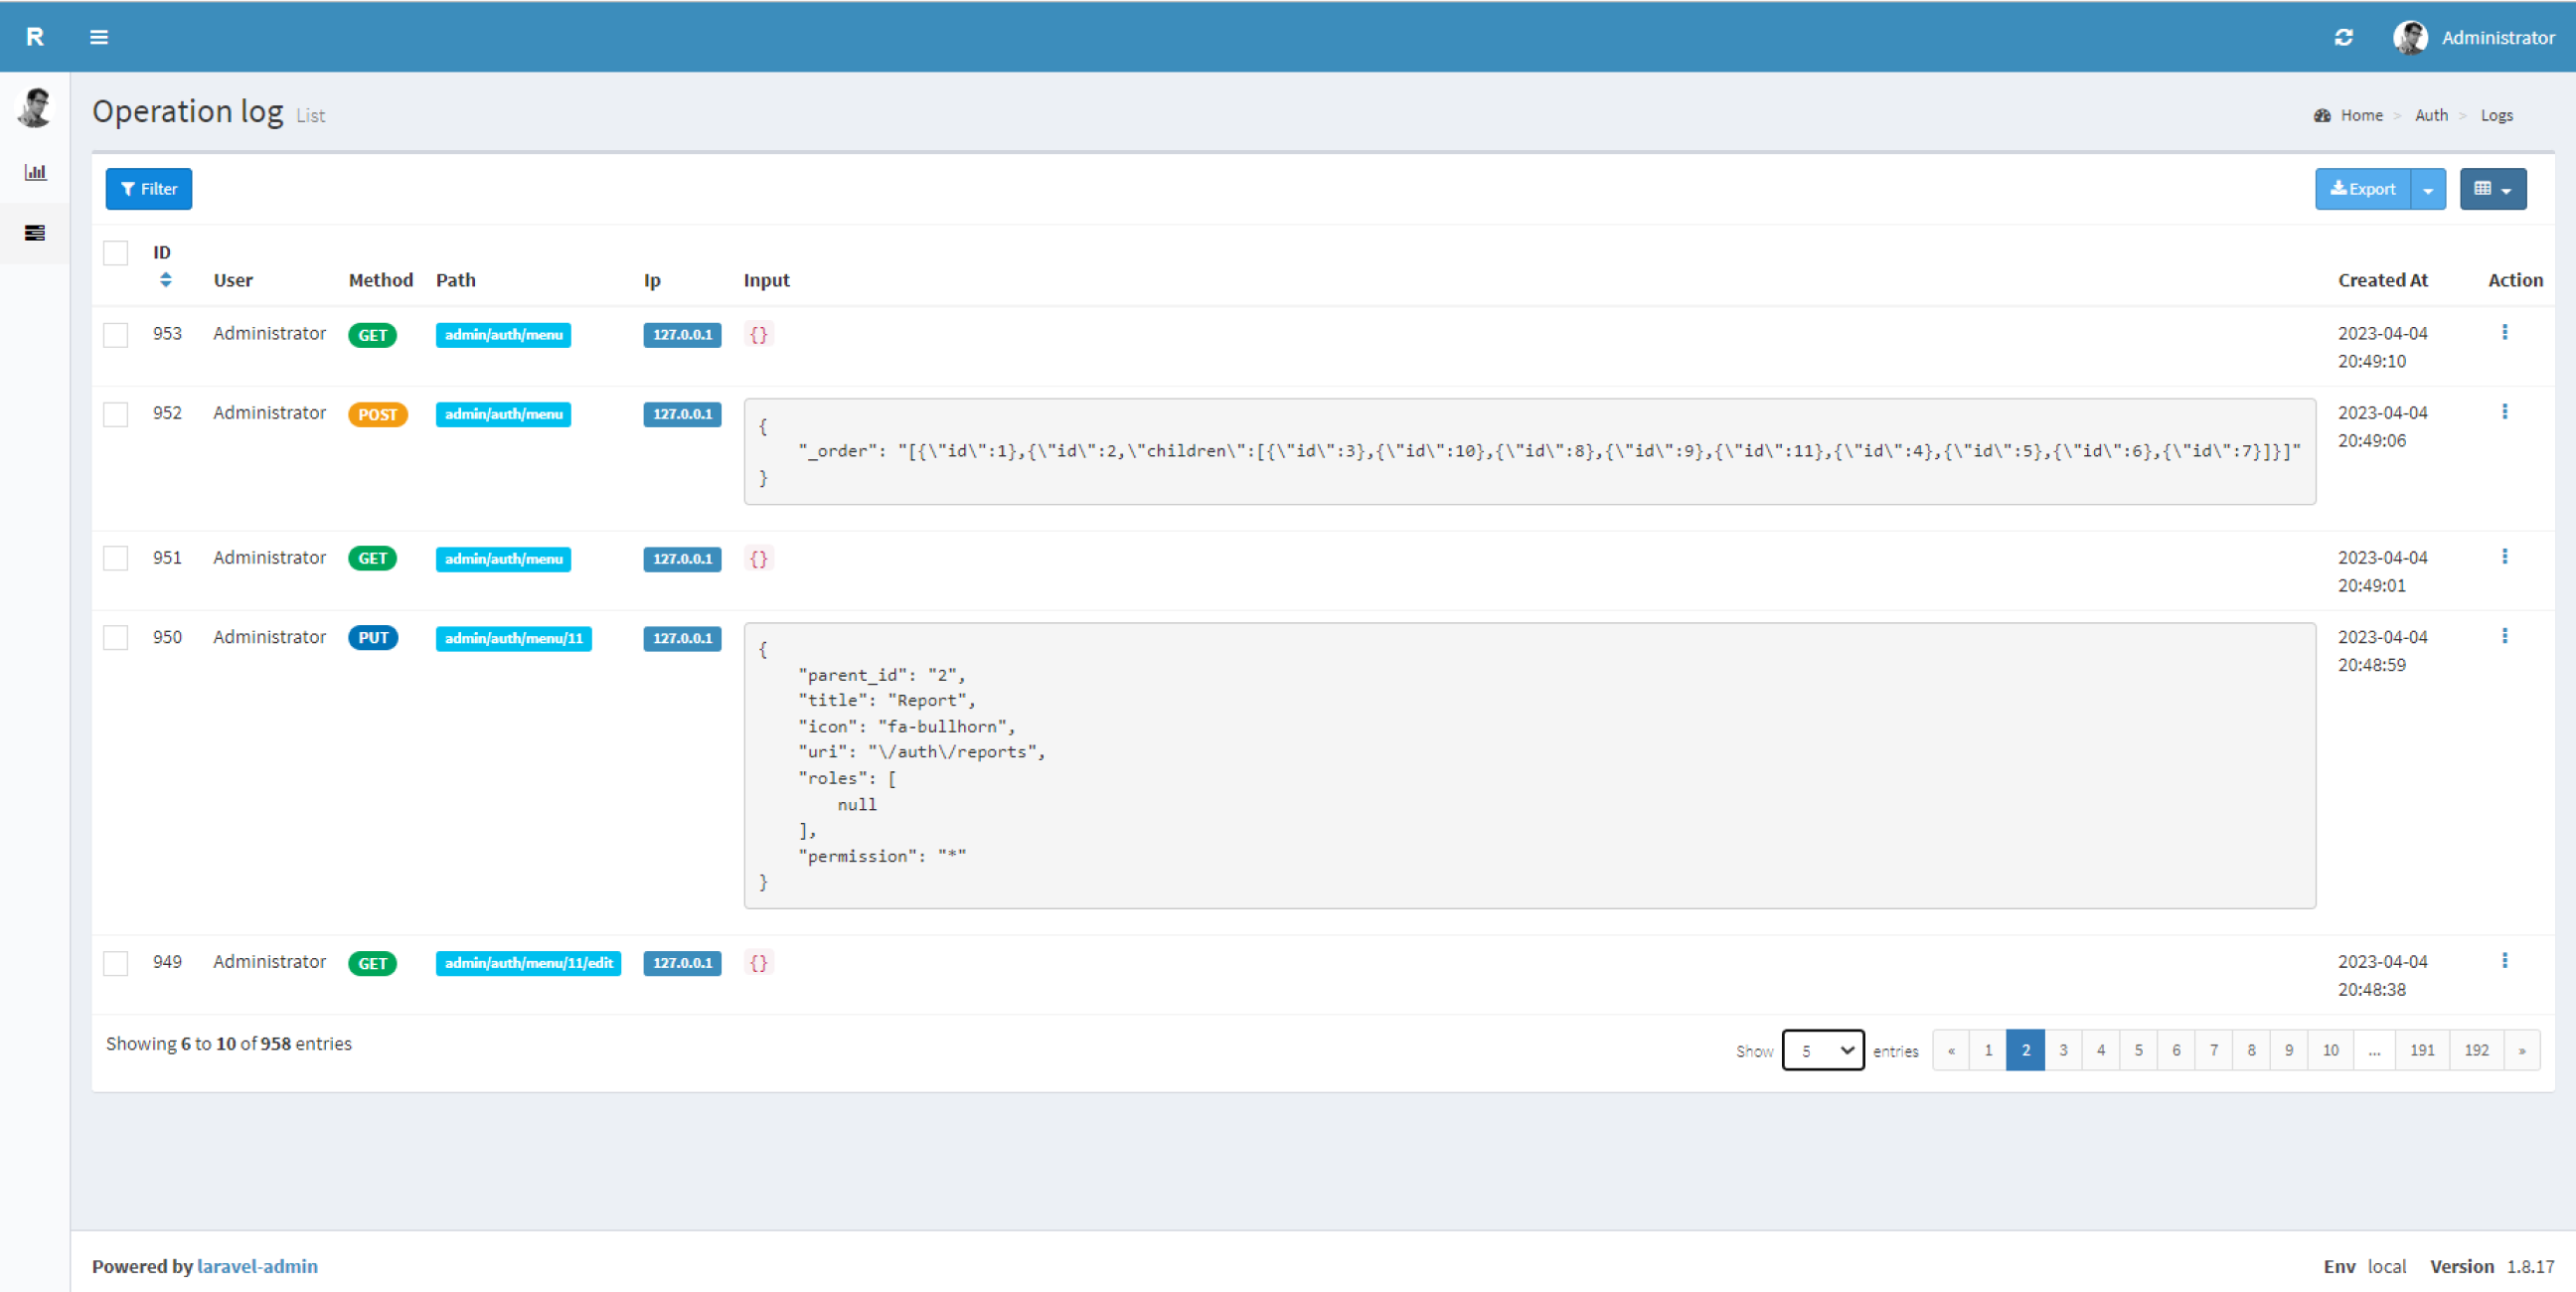 R
Administrator
Operation log List
Home > Auth > Logs
Filter
Export
ID
User Method Path Ip Input Created At Action
953 Administrator GET admin/auth/menu 127.0.0.1 {} 2023-04-04
20:49:10
952 Administrator POST admin/auth/menu 127.0.0.1 2023-04-04
20:49:06
{
"_order": "[{\"id\":1},{\"id\":2,\"children\":[{\"id\":3},{\"id\":10},{\"id\":8},{\"id\":9},{\"id\":11},{\"id\":4},{\"id\":5},{\"id\":6},{\"id\":7}]}]"
}
951 Administrator GET admin/auth/menu 127.0.0.1 {} 2023-04-04
20:49:01
950 Administrator PUT admin/auth/menu/11 127.0.0.1 2023-04-04
20:48:59
{
"parent_id": "2",
"title": "Report",
"icon": "fa-bullhorn",
"uri": "\/auth\/reports",
"roles": [
null
],
"permission": "*"
}
949 Administrator GET admin/auth/menu/11/edit 127.0.0.1 {} 2023-04-04
20:48:38
Showing 6 to 10 of 958 entries
Show 5 entries « 1 2 3 4 5 6 7 8 9 10 ... 191 192 »
Powered by laravel-admin
Env local Version 1.8.17